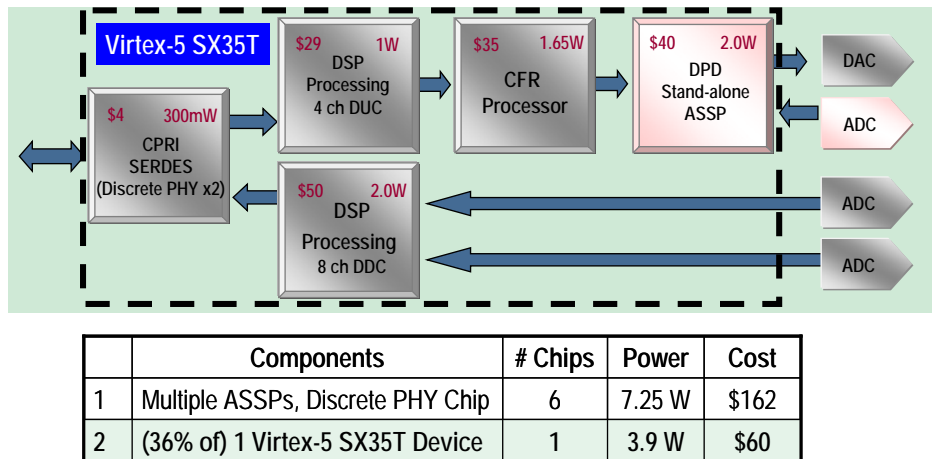 Virtex-5 SX35T
$29 1W
DSP
Processing
4 ch DUC
$35 1.65W
CFR
Processor
$40 2.0W
DPD
Stand-alone
ASSP
DAC
ADC
$4 300mW
CPRI
SERDES
(Discrete PHY x2)
$50 2.0W
DSP
Processing
8 ch DDC
ADC
ADC
Components # Chips Power Cost
1 Multiple ASSPs, Discrete PHY Chip 6 7.25 W $162
2 (36% of) 1 Virtex-5 SX35T Device 1 3.9 W $60